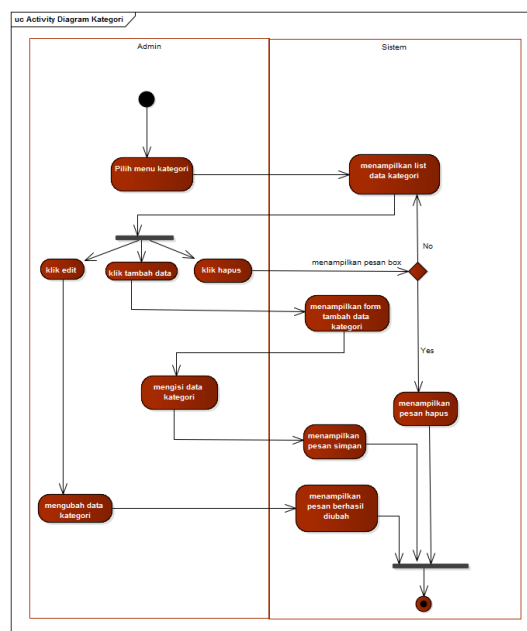 uc Activity Diagram Kategori
Admin
Sistem
Pilih menu kategori
menampilkan list
data kategori
No
menampilkan pesan box
klik edit
klik tambah data
klik hapus
menampilkan form
tambah data
kategori
Yes
mengisi data
kategori
menampilkan
pesan hapus
menampilkan
pesan simpan
mengubah data
kategori
menampilkan
pesan berhasil
diubah